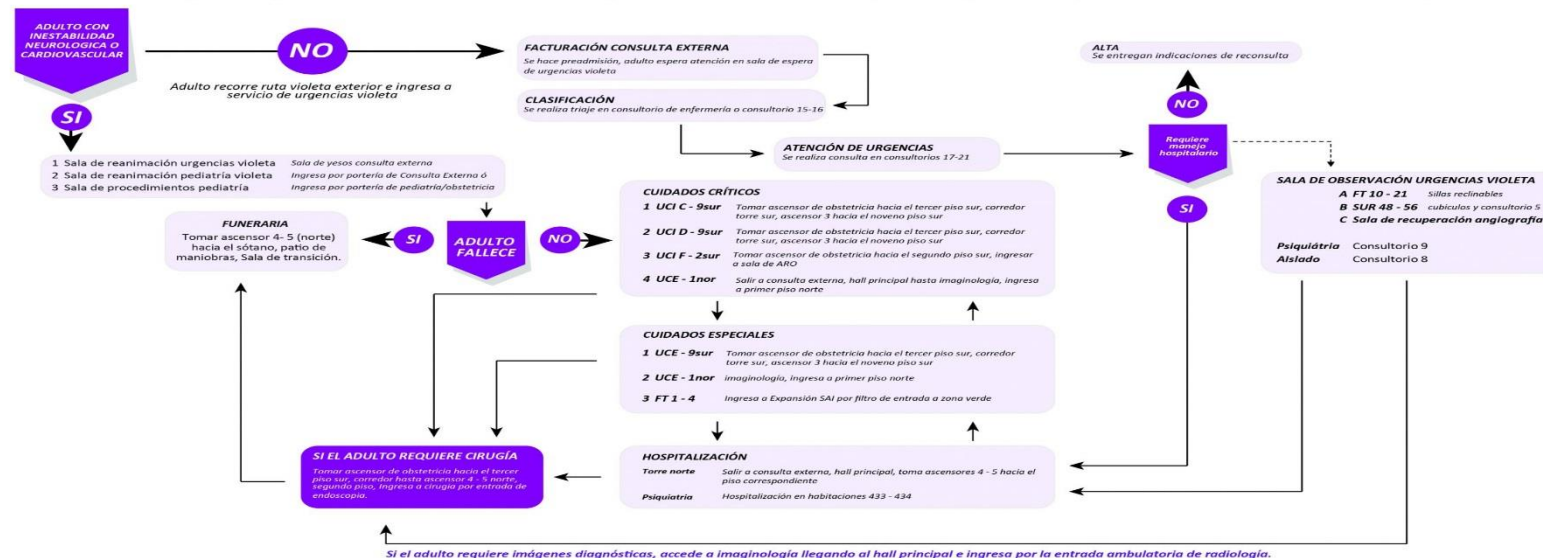 ADULTO CON
INESTABILIDAD
NEUROLOGICA O
CARDIOVASCULAR
NO
Adulto recorre ruta violeta exterior e ingresa a
servicio de urgencias violeta
FACTURACIÓN CONSULTA EXTERNA
Se hace preadmisión, adulto espera atención en sala de espera
de urgencias violeta
CLASIFICACIÓN
Se realiza triaje en consultorio de enfermería o consultorio 15-16
ATENCIÓN DE URGENCIAS
Se realiza consulta en consultorios 17-21
ALTA
Se entregan indicaciones de reconsulta
NO
Requiere
manejo
hospitalario
SI
SALA DE OBSERVACIÓN URGENCIAS VIOLETA
A FT 10 - 21 Sillas reclinables
B SUR 48 - 56 cubículos y consultorio 5
C Sala de recuperación angiografía
Psiquiátria Consultorio 9
Aislado Consultorio 8
SI
1 Sala de reanimación urgencias violeta Sala de yesos consulta externa
2 Sala de reanimación pediatría violeta Ingresa por portería de Consulta Externa ó
3 Sala de procedimientos pediatría Ingresa por portería de pediatría/obstetricia
FUNERARIA
Tomar ascensor 4- 5 (norte)
hacia el sótano, patio de
maniobras, Sala de transición.
SI
ADULTO
FALLECE
NO
CUIDADOS CRÍTICOS
1 UCI C - 9sur Tomar ascensor de obstetricia hacia el tercer piso sur, corredor
torre sur, ascensor 3 hacia el noveno piso sur
2 UCI D - 9sur Tomar ascensor de obstetricia hacia el tercer piso sur, corredor
torre sur, ascensor 3 hacia el noveno piso sur
3 UCI F - 2sur Tomar ascensor de obstetricia hacia el segundo piso sur, ingresar
a sala de ARO
4 UCE - 1nor Salir a consulta externa, hall principal hasta imaginología, ingresa
a primer piso norte
CUIDADOS ESPECIALES
1 UCE - 9sur Tomar ascensor de obstetricia hacia el tercer piso sur, corredor
torre sur, ascensor 3 hacia el noveno piso sur
2 UCE - 1nor imaginología, ingresa a primer piso norte
3 FT 1 - 4 Ingresa a Expansión SAI por filtro de entrada a zona verde
HOSPITALIZACIÓN
Torre norte Salir a consulta externa, hall principal, toma ascensores 4 - 5 hacia el
piso correspondiente
Psiquiatria Hospitalización en habitaciones 433 - 434
SI EL ADULTO REQUIERE CIRUGÍA
Tomar ascensor de obstetricia hacia el tercer
piso sur, corredor hasta ascensor 4 - 5 norte,
segundo piso, Ingresa a cirugía por entrada de
endoscopia.
Si el adulto requiere imágenes diagnósticas, accede a imaginología llegando al hall principal e ingresa por la entrada ambulatoria de radiología.